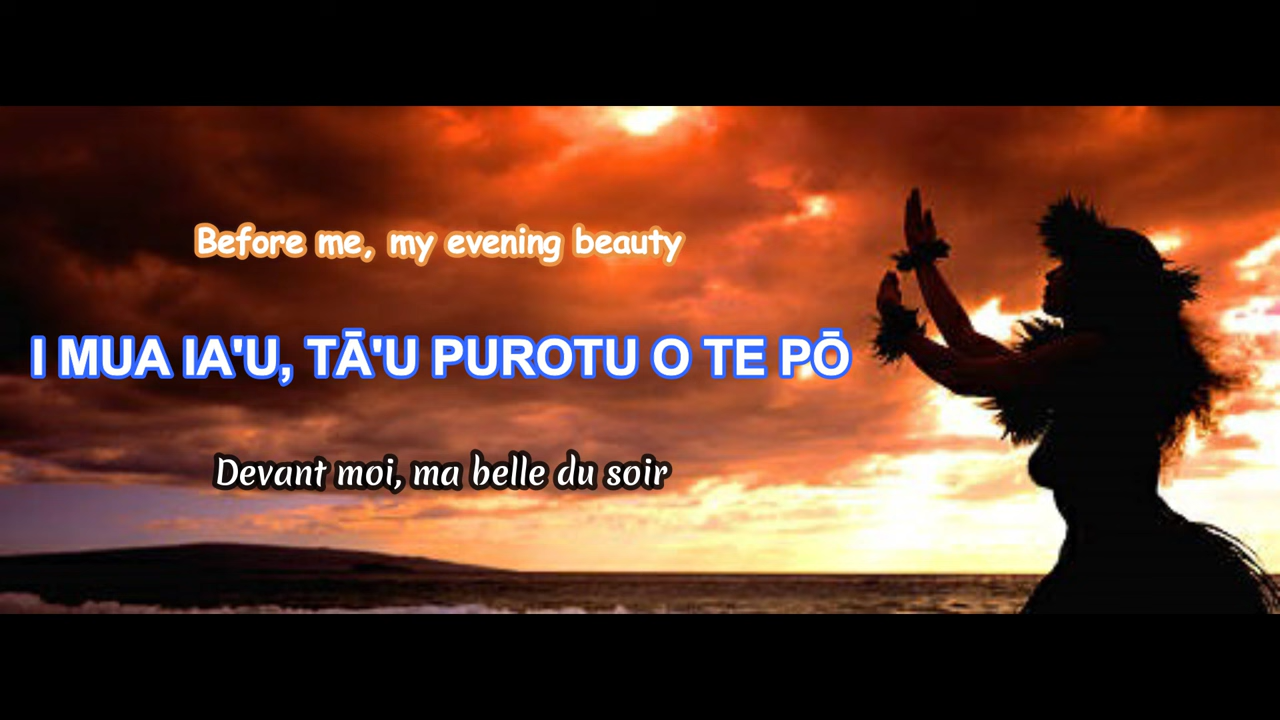 Before me, my evening beauty
I MUA IA'U, TĀ'U PUROTU O TE PŌ
Devant moi, ma belle du soir